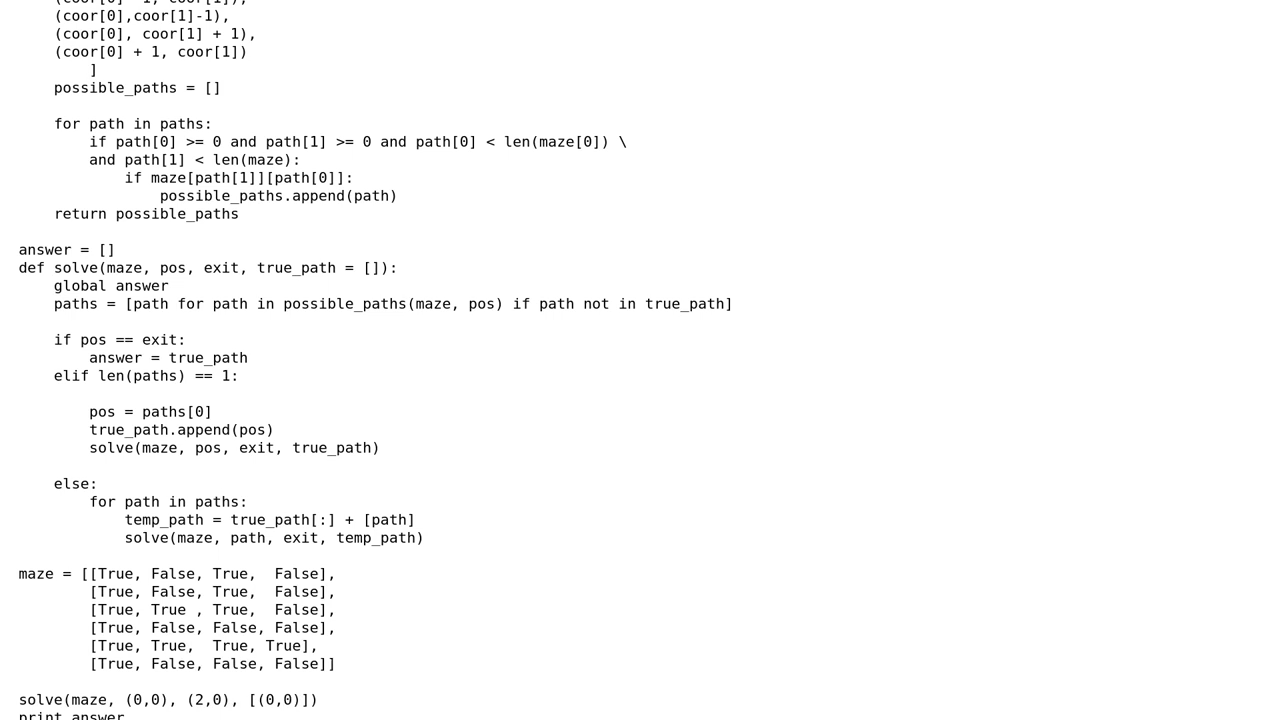 (coor[0] -1, coor[1]),
(coor[0],coor[1]-1),
(coor[0], coor[1] + 1),
(coor[0] + 1, coor[1])
]
possible_paths = []
for path in paths:
if path[0] >= 0 and path[1] >= 0 and path[0] < len(maze[0]) \
and path[1] < len(maze):
if maze[path[1]][path[0]]:
possible_paths.append(path)
return possible_paths
answer = []
def solve(maze, pos, exit, true_path = []):
global answer
paths = [path for path in possible_paths(maze, pos) if path not in true_path]
if pos == exit:
answer = true_path
elif len(paths) == 1:
pos = paths[0]
true_path.append(pos)
solve(maze, pos, exit, true_path)
else:
for path in paths:
temp_path = true_path[:] + [path]
solve(maze, path, exit, temp_path)
maze = [[True, False, True,  False],
[True, False, True,  False],
[True, True , True,  False],
[True, False, False, False],
[True, True,  True, True],
[True, False, False, False]]
solve(maze, (0,0), (2,0), [(0,0)])
print answer